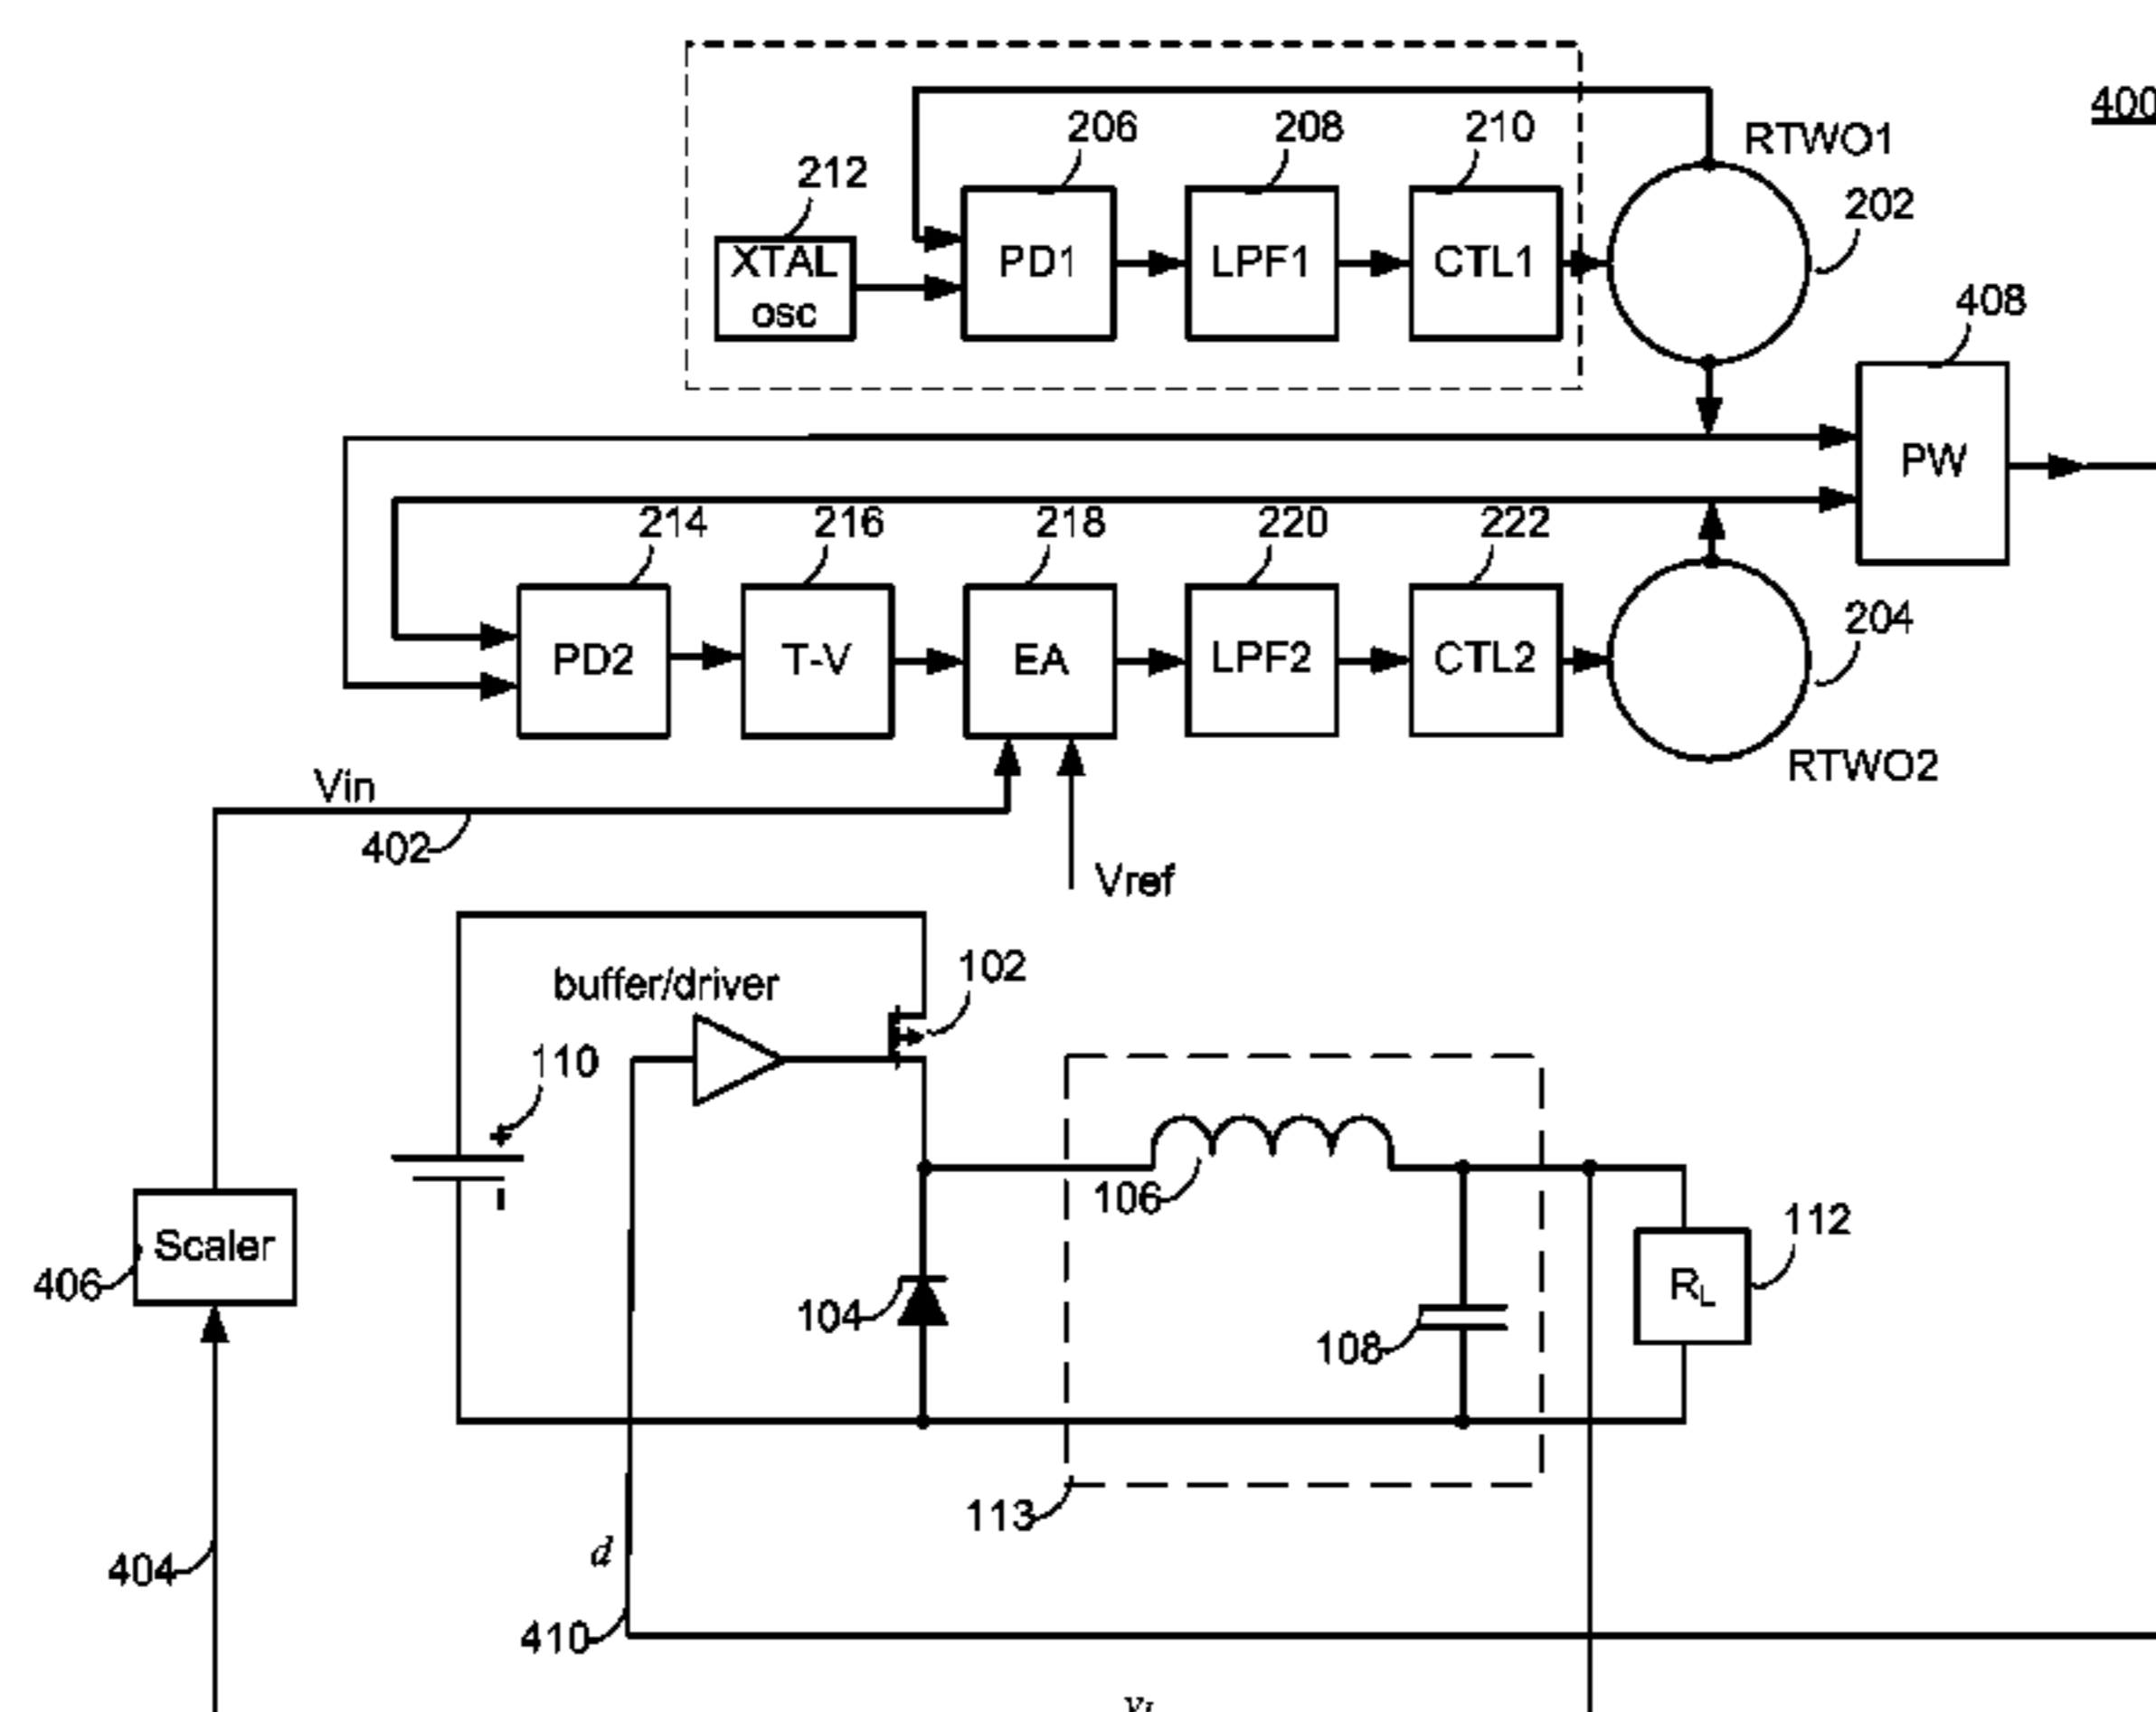 400
RTWO1
206
208
210
212
202
XTAL
osc
PD1
LPF1
CTL1
408
PW
214
216
218
220
222
204
PD2
T-V
EA
LPF2
CTL2
RTWO2
Vin
402
Vref
buffer/driver
102
110
+
106
112
Scaler
406
104
RL
108
113
d
404
410